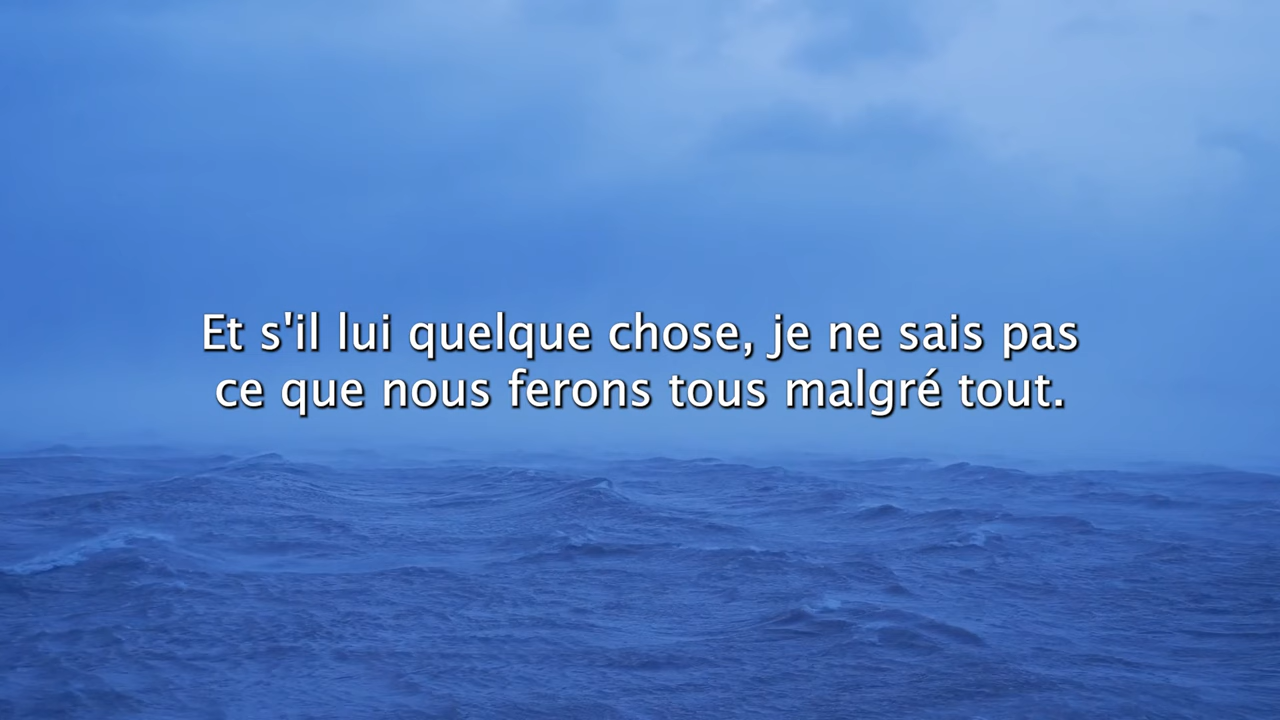 Et s'il lui quelque chose, je ne sais pas
ce que nous ferons tous malgré tout.